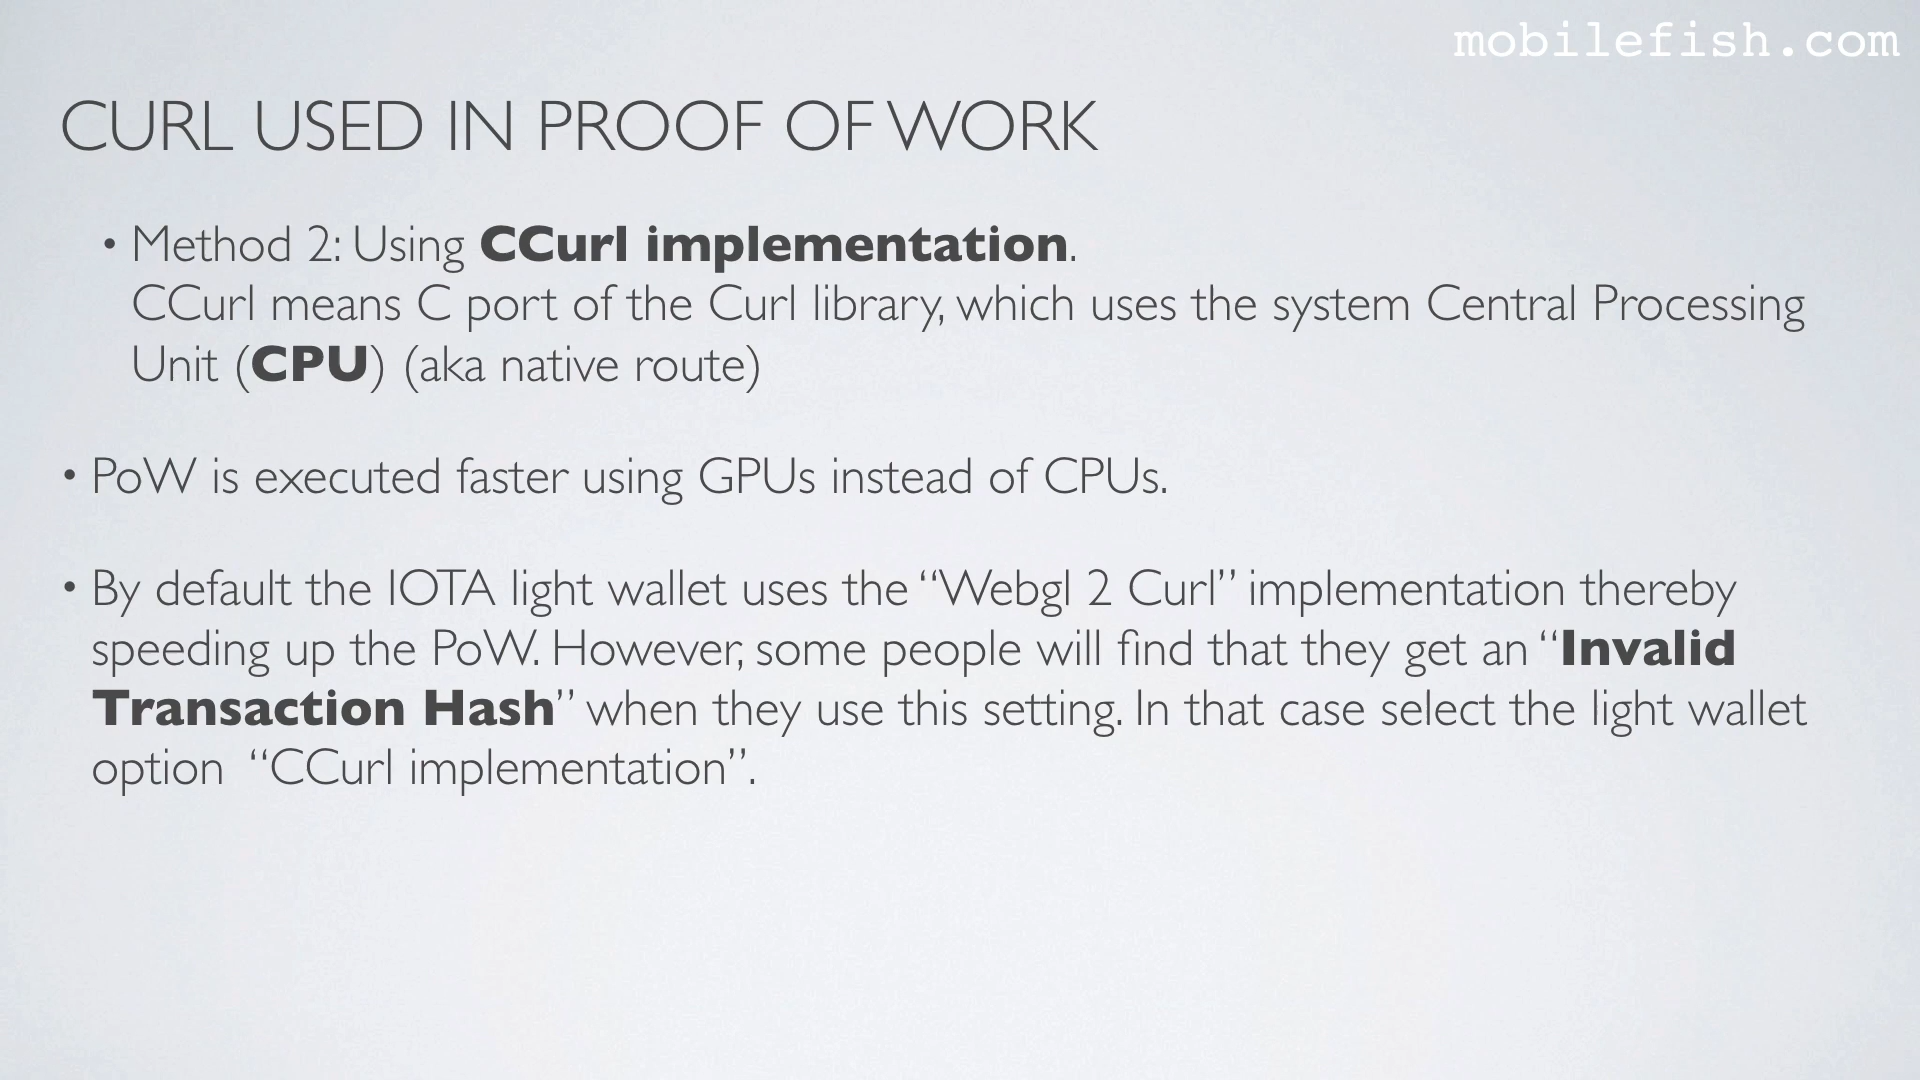 mobilefish.com
CURL USED IN PROOF OF WORK
• Method 2: Using CCurl implementation.
CCurl means C port of the Curl library, which uses the system Central Processing
Unit (CPU) (aka native route)
• PoW is executed faster using GPUs instead of CPUs.
• By default the IOTA light wallet uses the “Webgl 2 Curl” implementation thereby
speeding up the PoW. However, some people will find that they get an “Invalid
Transaction Hash” when they use this setting. In that case select the light wallet
option “CCurl implementation”.